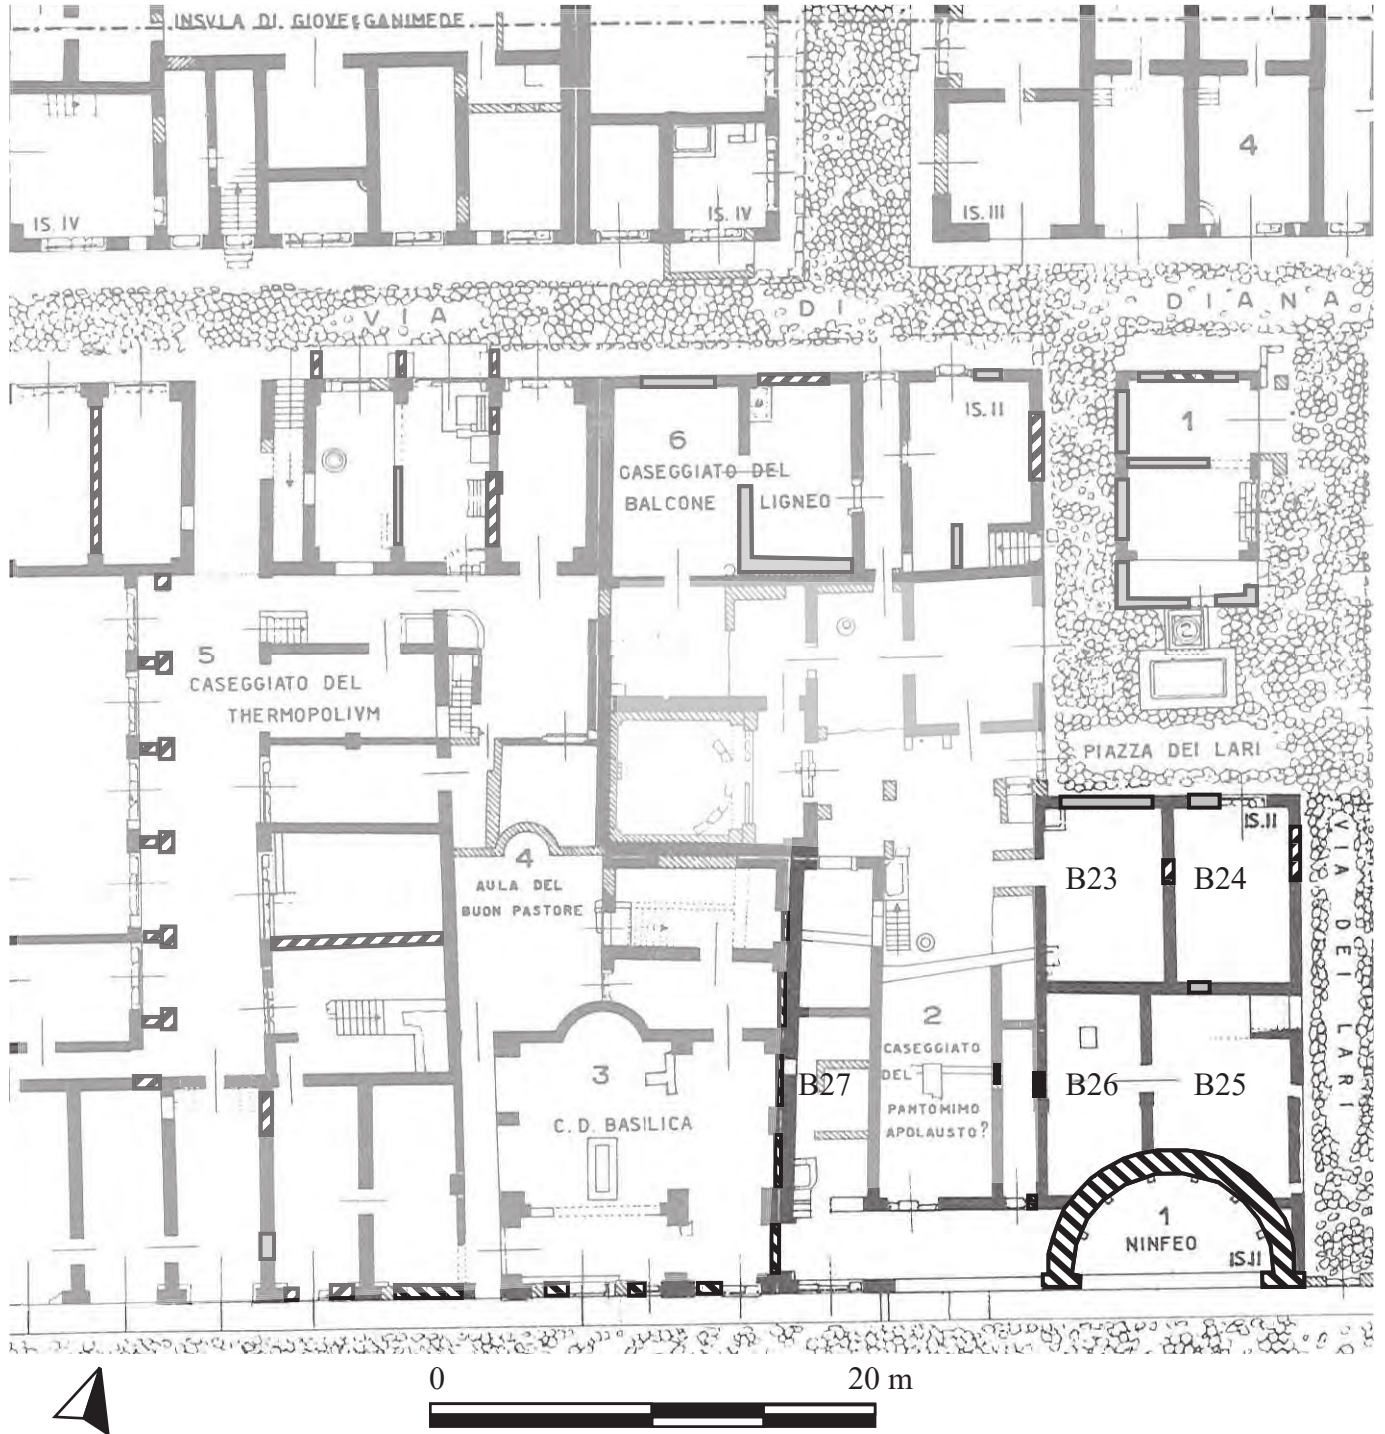 INSVLA DI GIOVE E GANIMEDE
4
IS. IV
IS. IV
IS. III
VIA DI DIANA
6
CASEGGIATO DEL
BALCONE LIGNEO
IS. II
1
5
CASEGGIATO DEL
THERMOPOLIVM
PIAZZA DEI LARI
IS. II
4
AULA DEL
BUON PASTORE
B23
B24
VIA DEI LARI
2
CASEGGIATO
DEL
PANTOMIMO
APOLAUSTO?
3
C. D. BASILICA
B27
B26
B25
1
NINFEO
IS. II
0
20 m